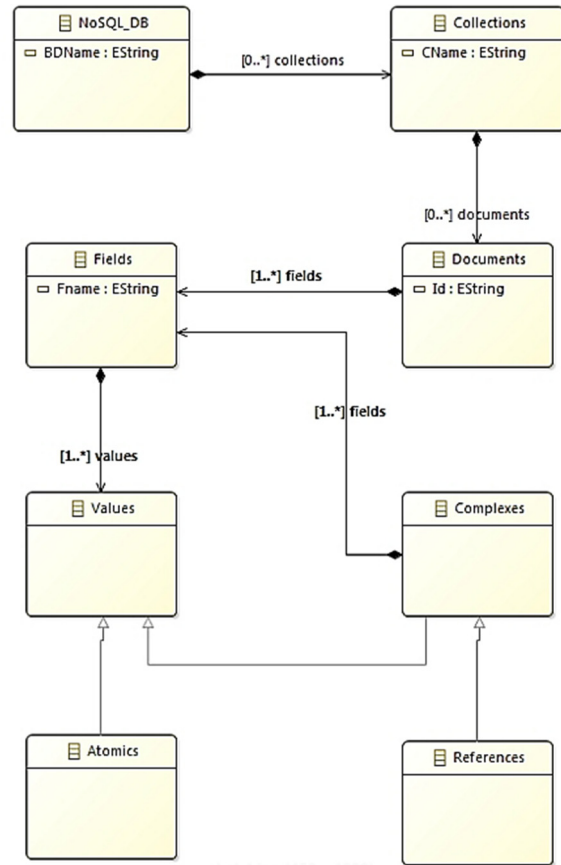 NoSQL_DB
BDName : EString
[0..*] collections
Collections
CName : EString
[0..*] documents
Fields
Fname : EString
[1..*] fields
Documents
Id : EString
[1..*] fields
[1..*] values
Values
Complexes
Atomics
References